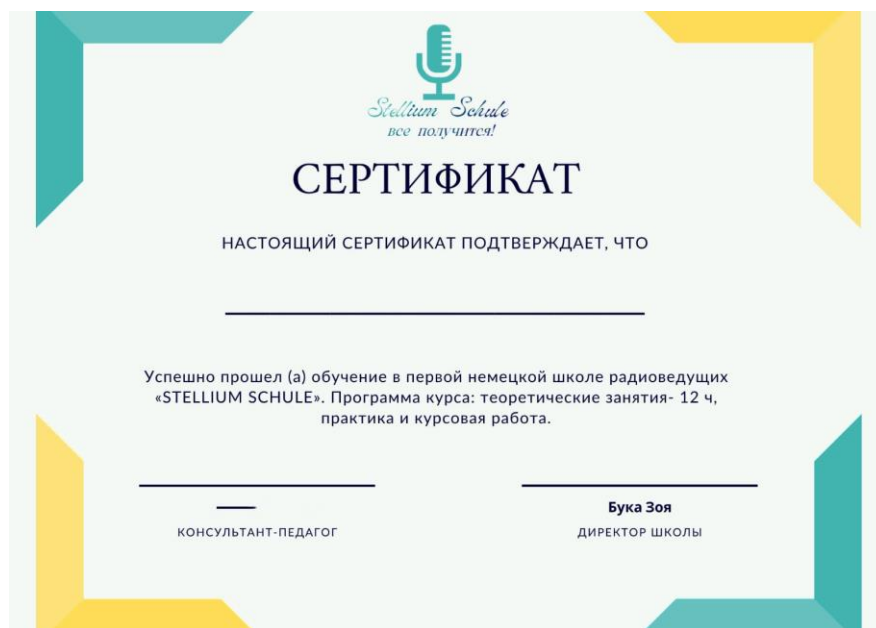 Stellium Schule
все получится!
СЕРТИФИКАТ
НАСТОЯЩИЙ СЕРТИФИКАТ ПОДТВЕРЖДАЕТ, ЧТО
Успешно прошел (а) обучение в первой немецкой школе радиоведущих
«STELLIUM SCHULE». Программа курса: теоретические занятия- 12 ч,
практика и курсовая работа.
Бука Зоя
КОНСУЛЬТАНТ-ПЕДАГОГ
ДИРЕКТОР ШКОЛЫ